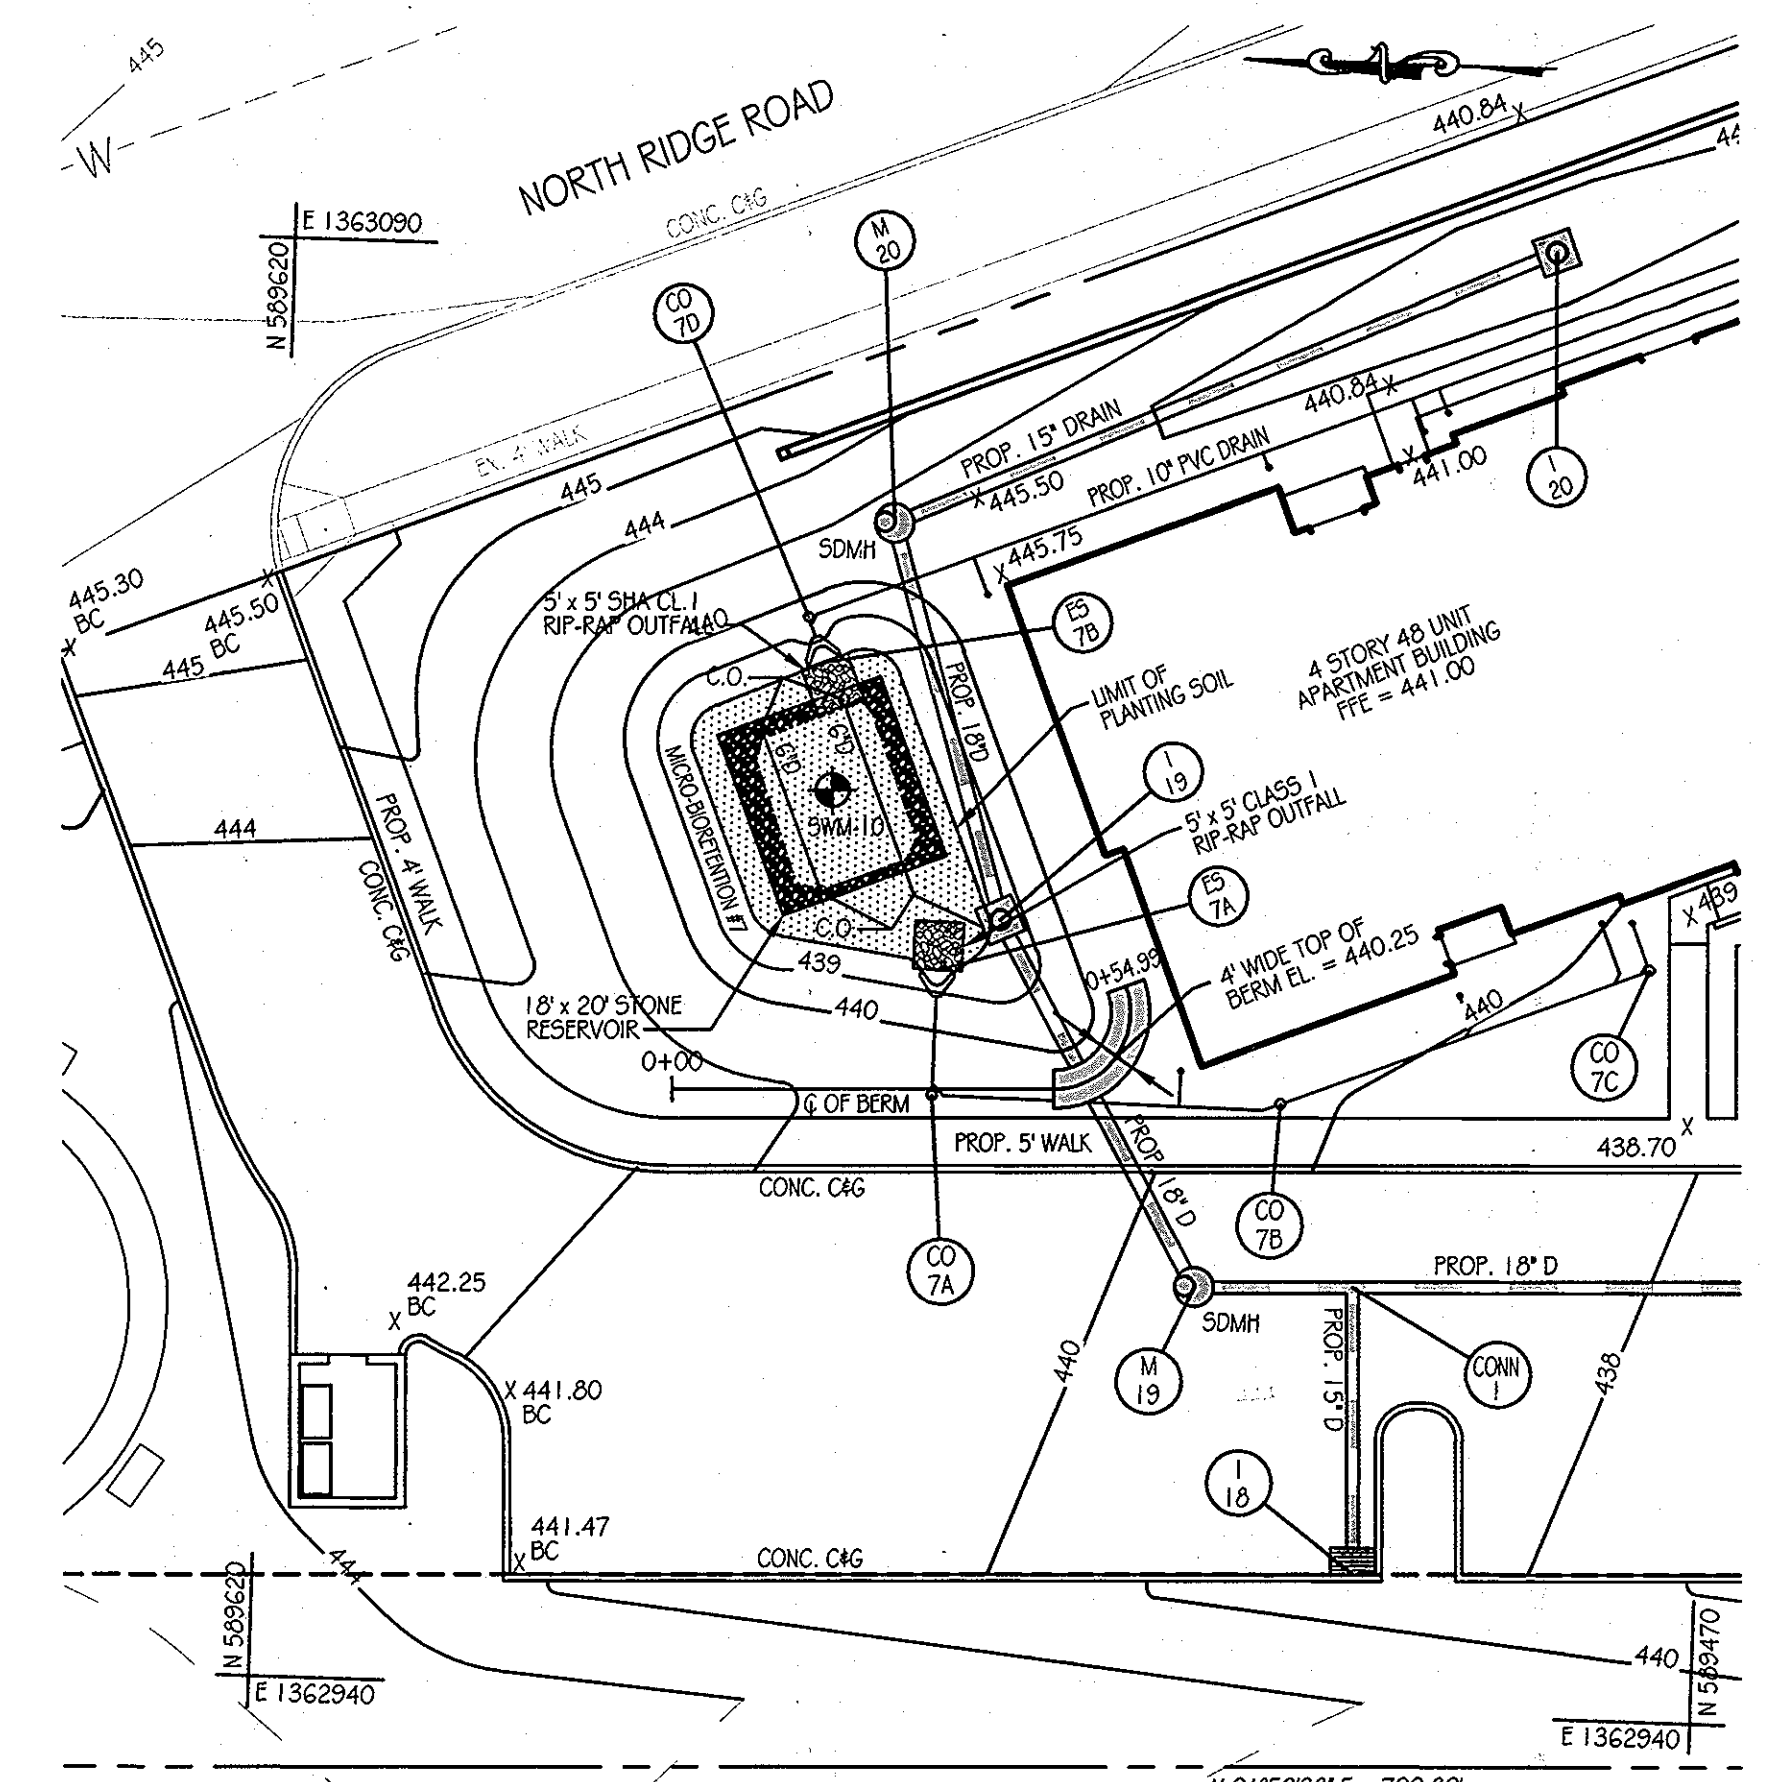 445
W
NORTH RIDGE ROAD
CONC. C&G
440.84
E 1363090
N 589620
M
20
CO
7D
EX. 4' WALK
445
444
PROP. 15" DRAIN
445.50
PROP. 10" PVC DRAIN
440.84
441.00
I
20
SDMH
445.75
445.30
BC
445.50
BC
445
5' x 5' SHA CL. I
RIP-RAP OUTFALL
440
C.O.
ES
7B
LIMIT OF
PLANTING SOIL
4 STORY 48 UNIT
APARTMENT BUILDING
FFE = 441.00
PROP. 18"D
6"D
6"D
SWM-10
MICRO-BIORETENTION #7
I
19
5' x 5' CLASS I
RIP-RAP OUTFALL
444
PROP. 4' WALK
CONC. C&G
ES
7A
C.O.
439
440
18' x 20' STONE
RESERVOIR
0+54.99
4' WIDE TOP OF
BERM EL. = 440.25
439
440
CO
7C
0+00
℄ OF BERM
PROP. 5' WALK
PROP. 18" D
438.70
CONC. C&G
CO
7A
CO
7B
PROP. 18" D
442.25
BC
SDMH
M
19
440
PROP. 15" D
CONN
1
438
441.80
BC
I
18
441.47
BC
CONC. C&G
444
N 589620
E 1362940
440
N 589470
E 1362940